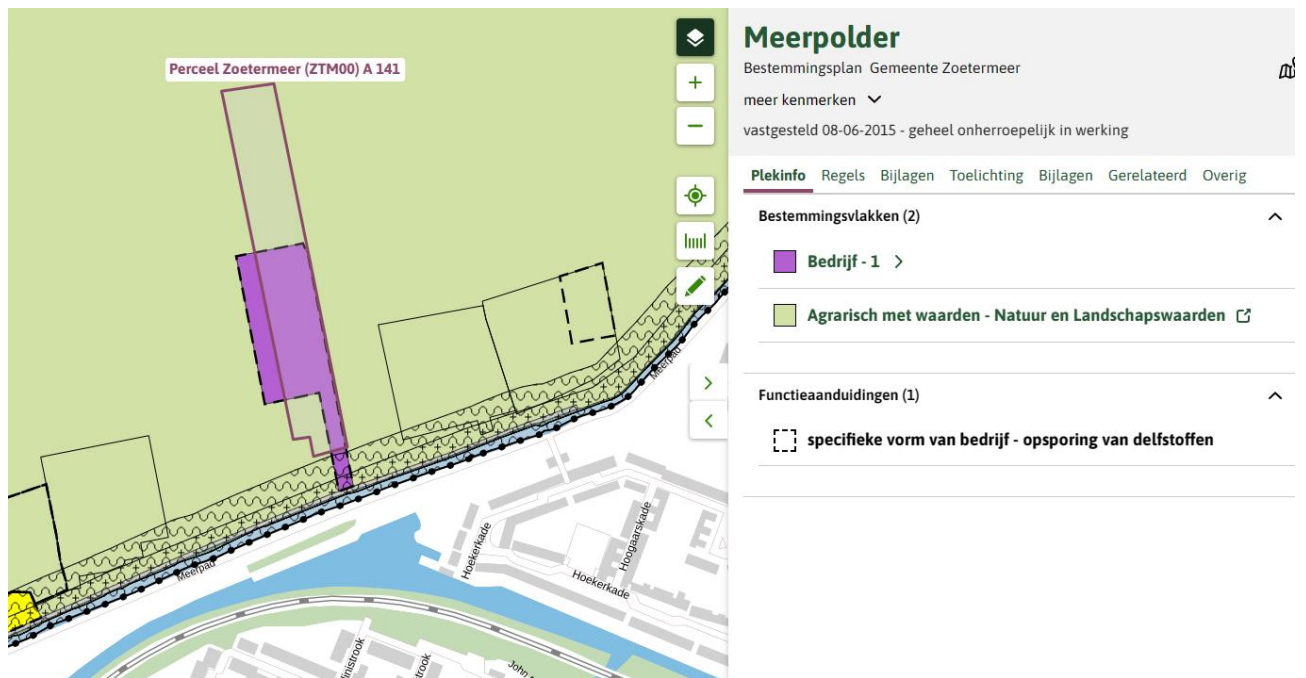 Perceel Zoetermeer (ZTM00) A 141
Meerpad
Meerpad
Hoekerkade
Hoogaarskade
Hoekerkade
John
Meerpolder
Bestemmingsplan Gemeente Zoetermeer
meer kenmerken
vastgesteld 08-06-2015 - geheel onherroepelijk in werking
Plekinfo Regels Bijlagen Toelichting Bijlagen Gerelateerd Overig
Bestemmingsvlakken (2)
Bedrijf - 1
Agrarisch met waarden - Natuur en Landschapswaarden
Functieaanduidingen (1)
specifieke vorm van bedrijf - opsporing van delfstoffen